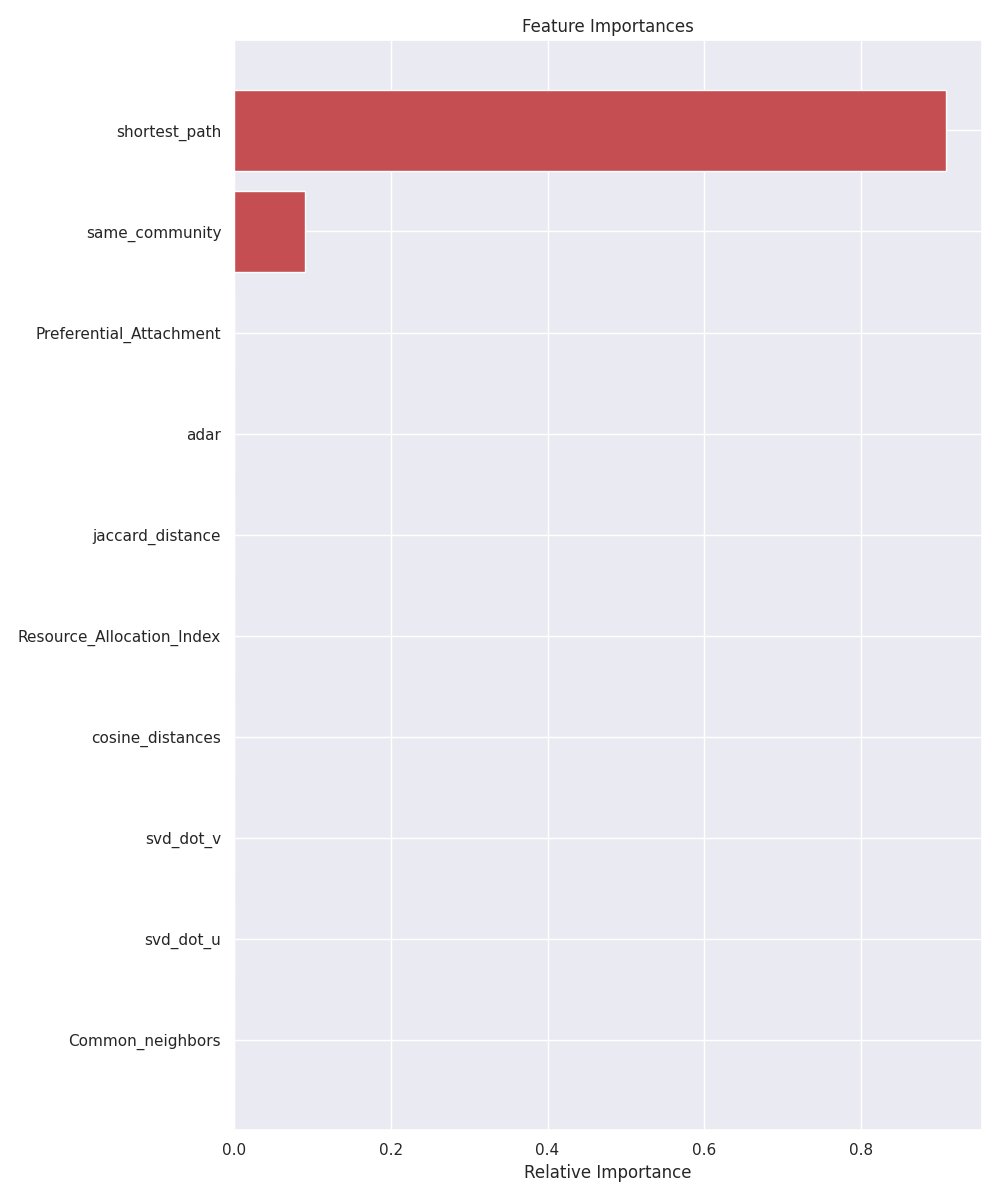 Feature Importances
shortest_path
same_community
Preferential_Attachment
adar
jaccard_distance
Resource_Allocation_Index
cosine_distances
svd_dot_v
svd_dot_u
Common_neighbors
0.0 0.2 0.4 0.6 0.8
Relative Importance